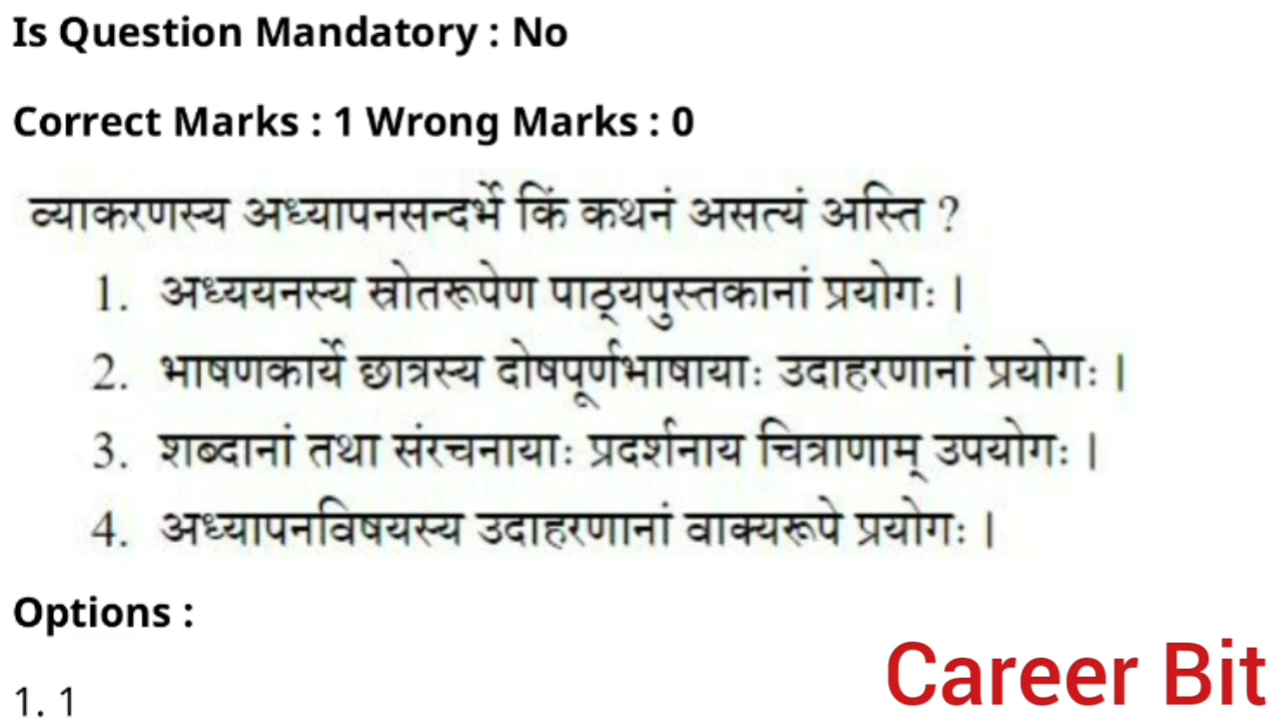 Is Question Mandatory : No
Correct Marks : 1 Wrong Marks : 0
व्याकरणस्य अध्यापनसन्दर्भे किं कथनं असत्यं अस्ति ?
1. अध्ययनस्य स्रोतरूपेण पाठ्यपुस्तकानां प्रयोगः |
2. भाषणकार्ये छात्रस्य दोषपूर्णभाषायाः उदाहरणानां प्रयोगः |
3. शब्दानां तथा संरचनायाः प्रदर्शनाय चित्राणाम् उपयोगः |
4. अध्यापनविषयस्य उदाहरणानां वाक्यरूपे प्रयोगः |
Options :
1. 1
Career Bit